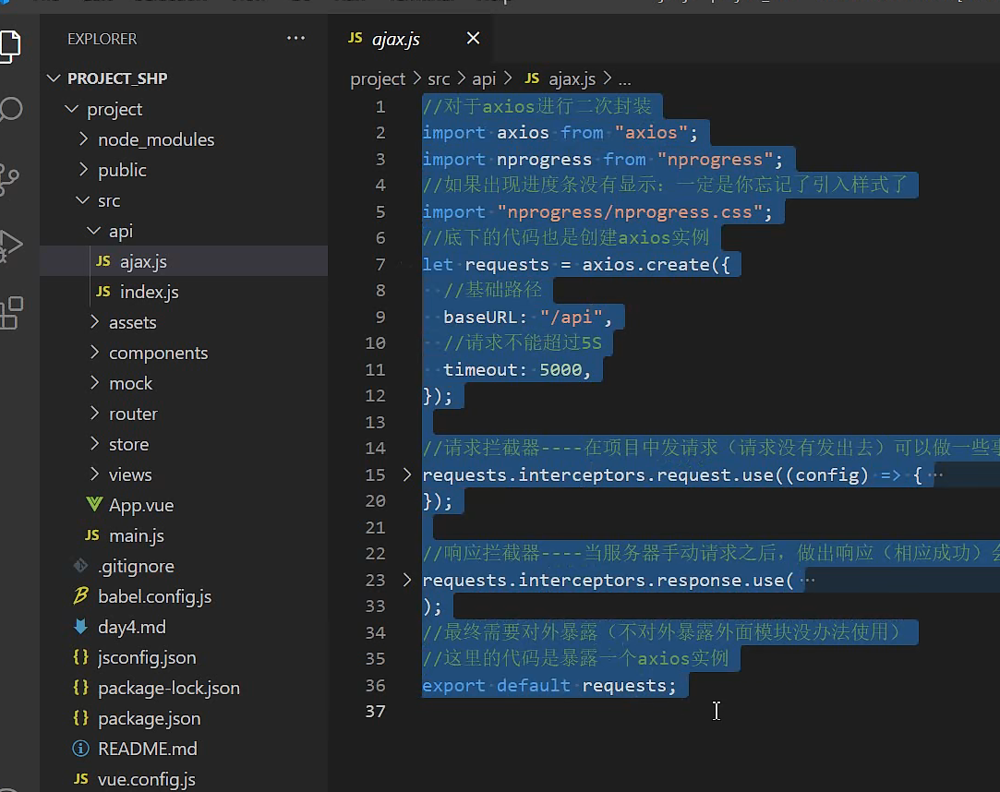 EXPLORER
PROJECT_SHP
project
node_modules
public
src
api
JS ajax.js
JS index.js
assets
components
mock
router
store
views
App.vue
JS main.js
.gitignore
babel.config.js
day4.md
{} jsconfig.json
{} package-lock.json
{} package.json
README.md
JS vue.config.js
JS ajax.js
project > src > api > JS ajax.js > ...
1 //对于axios进行二次封装
2 import axios from "axios";
3 import nprogress from "nprogress";
4 //如果出现进度条没有显示：一定是你忘记了引入样式了
5 import "nprogress/nprogress.css";
6 //底下的代码也是创建axios实例
7 let requests = axios.create({
8 //基础路径
9 baseURL: "/api",
10 //请求不能超过5S
11 timeout: 5000,
12 });
13
14 //请求拦截器----在项目中发请求（请求没有发出去）可以做一些
15 requests.interceptors.request.use((config) => {
20 });
21
22 //响应拦截器----当服务器手动请求之后，做出响应（相应成功）会
23 requests.interceptors.response.use(
33 );
34 //最终需要对外暴露（不对外暴露外面模块没办法使用）
35 //这里的代码是暴露一个axios实例
36 export default requests;
37